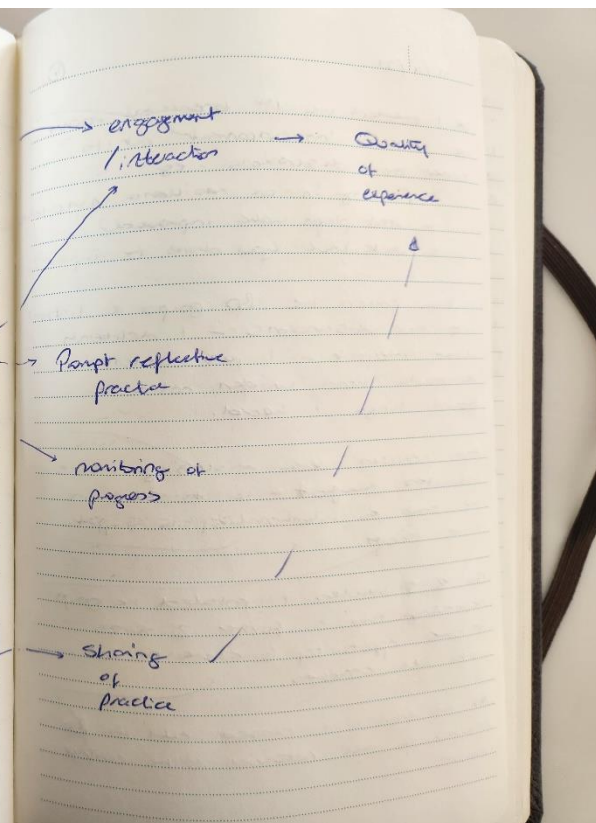 engagement
/interaction
Quality
of
experience
Prompt reflective
practice
monitoring of
progress
sharing
of
practice